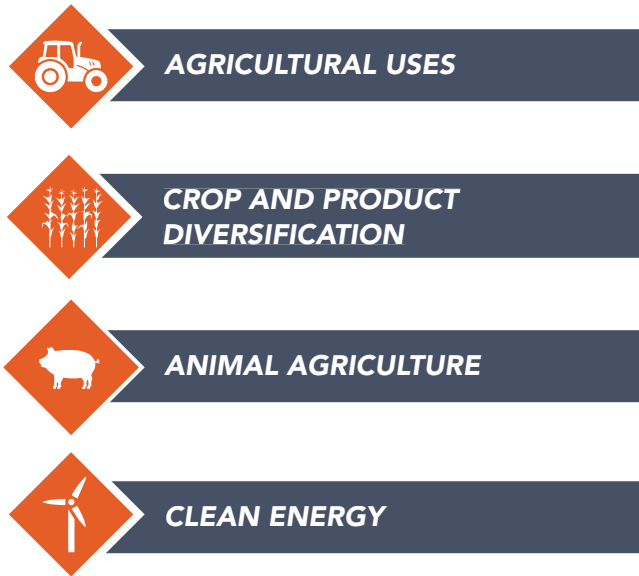 AGRICULTURAL USES
CROP AND PRODUCT
DIVERSIFICATION
ANIMAL AGRICULTURE
CLEAN ENERGY